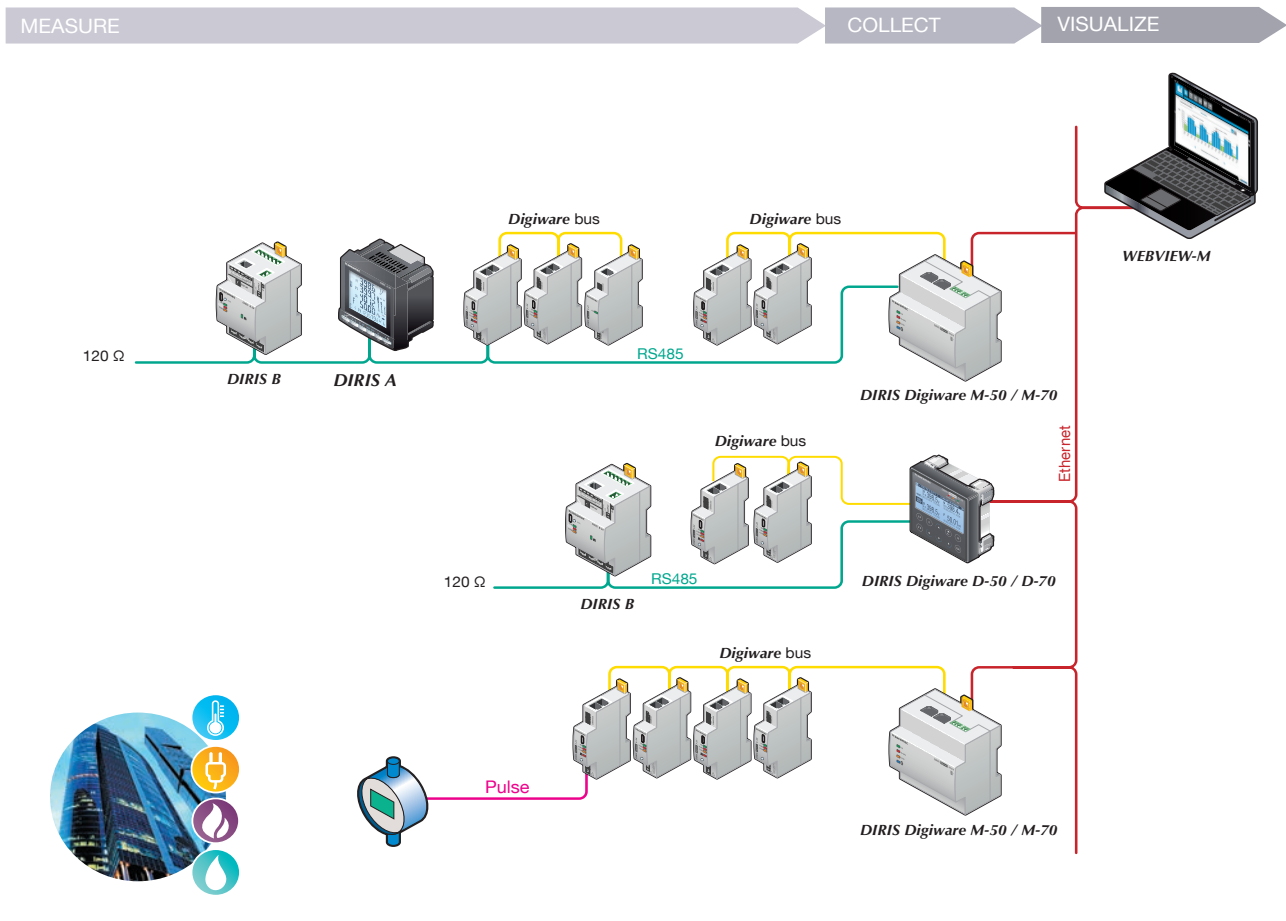 MEASURE
COLLECT
VISUALIZE
WEBVIEW-M
Digiware bus
Digiware bus
120 Ω
RS485
DIRIS B
DIRIS A
DIRIS Digiware M-50 / M-70
Ethernet
Digiware bus
120 Ω
RS485
DIRIS B
DIRIS Digiware D-50 / D-70
Digiware bus
Pulse
DIRIS Digiware M-50 / M-70